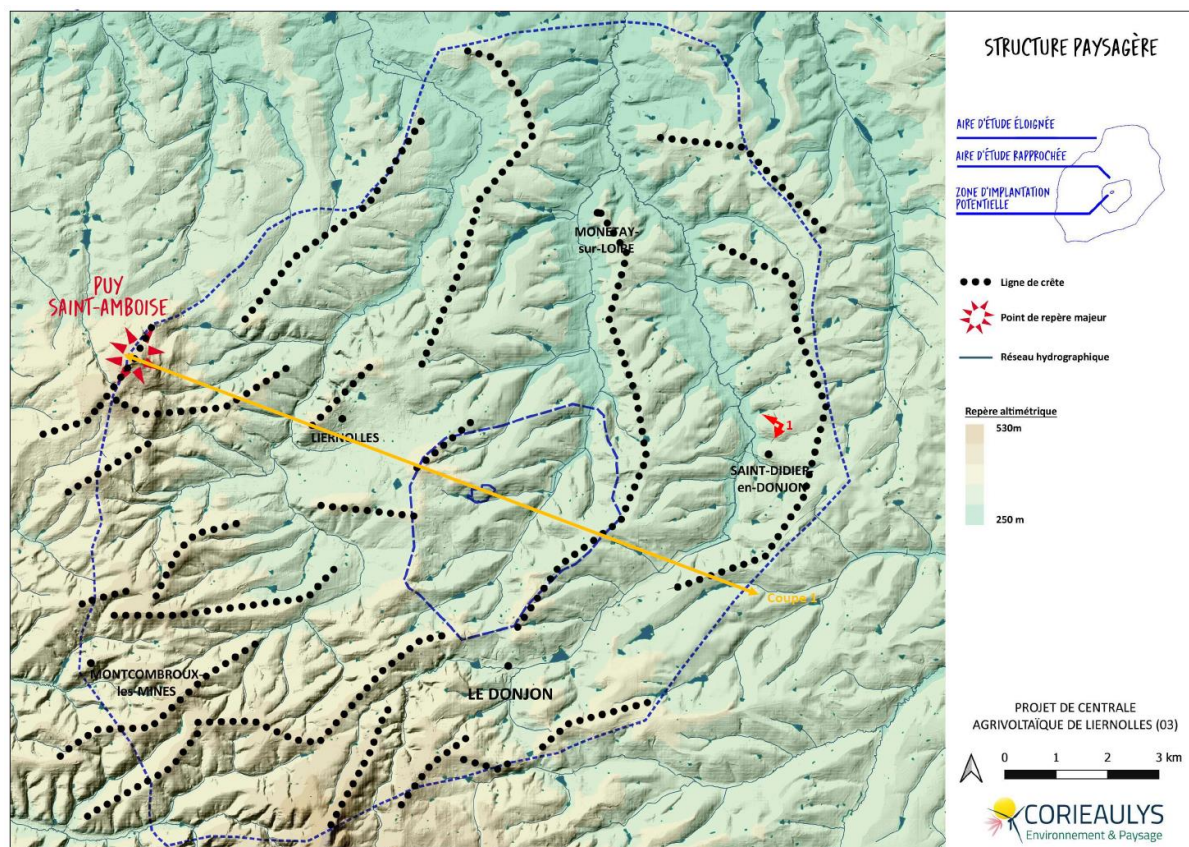 STRUCTURE PAYSAGÈRE
AIRE D'ÉTUDE ÉLOIGNÉE
AIRE D'ÉTUDE RAPPROCHÉE
ZONE D'IMPLANTATION
POTENTIELLE
Ligne de crête
Point de repère majeur
Réseau hydrographique
Repère altimétrique
530m
250 m
PUY
SAINT-AMBOISE
MONETAY-
sur-LOIRE
LIERNOLLES
1
SAINT-DIDIER-
en-DONJON
Coupe 1
MONTCOMBROUX-
les-MINES
LE DONJON
PROJET DE CENTRALE
AGRIVOLTAÏQUE DE LIERNOLLES (03)
0 1 2 3 km
CORIEAULYS
Environnement & Paysage